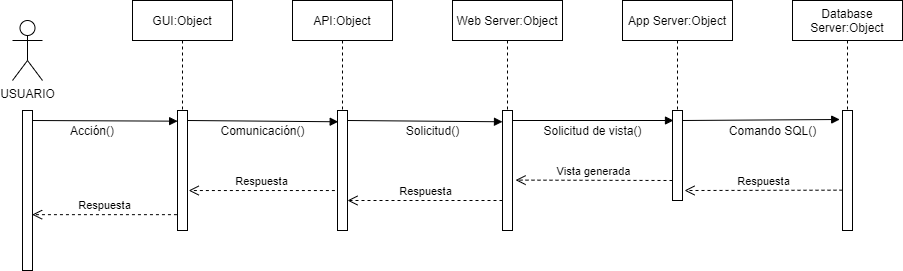 GUI:Object
API:Object
Web Server:Object
App Server:Object
Database
Server:Object
USUARIO
Acción()
Comunicación()
Solicitud()
Solicitud de vista()
Comando SQL()
Vista generada
Respuesta
Respuesta
Respuesta
Respuesta